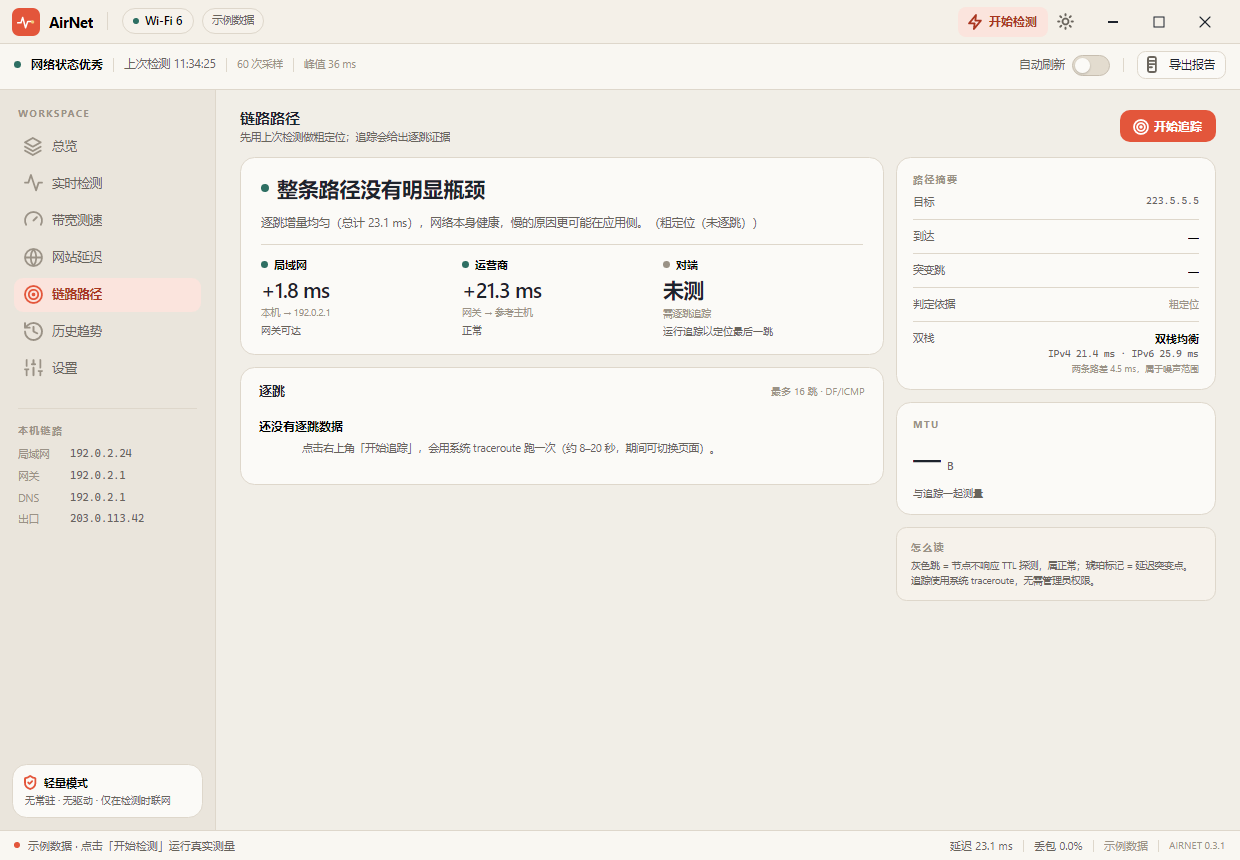 AirNet
Wi-Fi 6
示例数据
开始检测
网络状态优秀
上次检测 11:34:25
60 次采样
峰值 36 ms
自动刷新
导出报告
WORKSPACE
总览
实时检测
带宽测速
网站延迟
链路路径
历史趋势
设置
本机链路
局域网 192.0.2.24
网关 192.0.2.1
DNS 192.0.2.1
出口 203.0.113.42
轻量模式
无常驻 · 无驱动 · 仅在检测时联网
链路路径
先用上次检测做粗定位；追踪会给出逐跳证据
开始追踪
整条路径没有明显瓶颈
逐跳增量均匀（总计 23.1 ms），网络本身健康，慢的原因更可能在应用侧。（粗定位（未逐跳））
局域网
+1.8 ms
本机 → 192.0.2.1
网关可达
运营商
+21.3 ms
网关 → 参考主机
正常
对端
未测
需逐跳追踪
运行追踪以定位最后一跳
逐跳
最多 16 跳 · DF/ICMP
还没有逐跳数据
点击右上角「开始追踪」，会用系统 traceroute 跑一次（约 8–20 秒，期间可切换页面）。
路径摘要
目标 223.5.5.5
到达 —
突变跳 —
判定依据 粗定位
双栈 双栈均衡
IPv4 21.4 ms · IPv6 25.9 ms
两条路差 4.5 ms，属于噪声范围
MTU
— B
与追踪一起测量
怎么读
灰色跳 = 节点不响应 TTL 探测，属正常；琥珀标记 = 延迟突变点。
追踪使用系统 traceroute，无需管理员权限。
示例数据 · 点击「开始检测」运行真实测量
延迟 23.1 ms
丢包 0.0%
示例数据
AIRNET 0.3.1